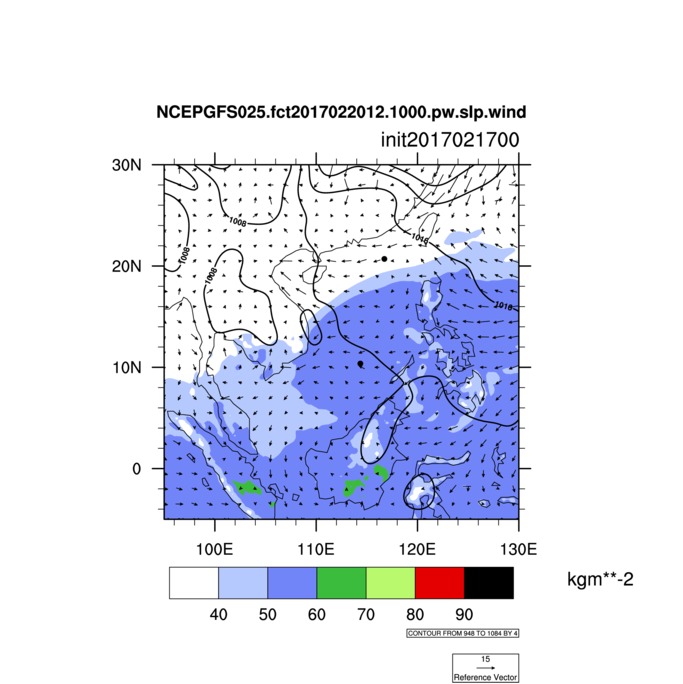 NCEPGFS025.fct2017022012.1000.pw.slp.wind
init2017021700
30N
20N
10N
0
1008
1008
1008
1016
1016
100E
110E
120E
130E
kgm**-2
40
50
60
70
80
90
CONTOUR FROM 948 TO 1084 BY 4
15
Reference Vector